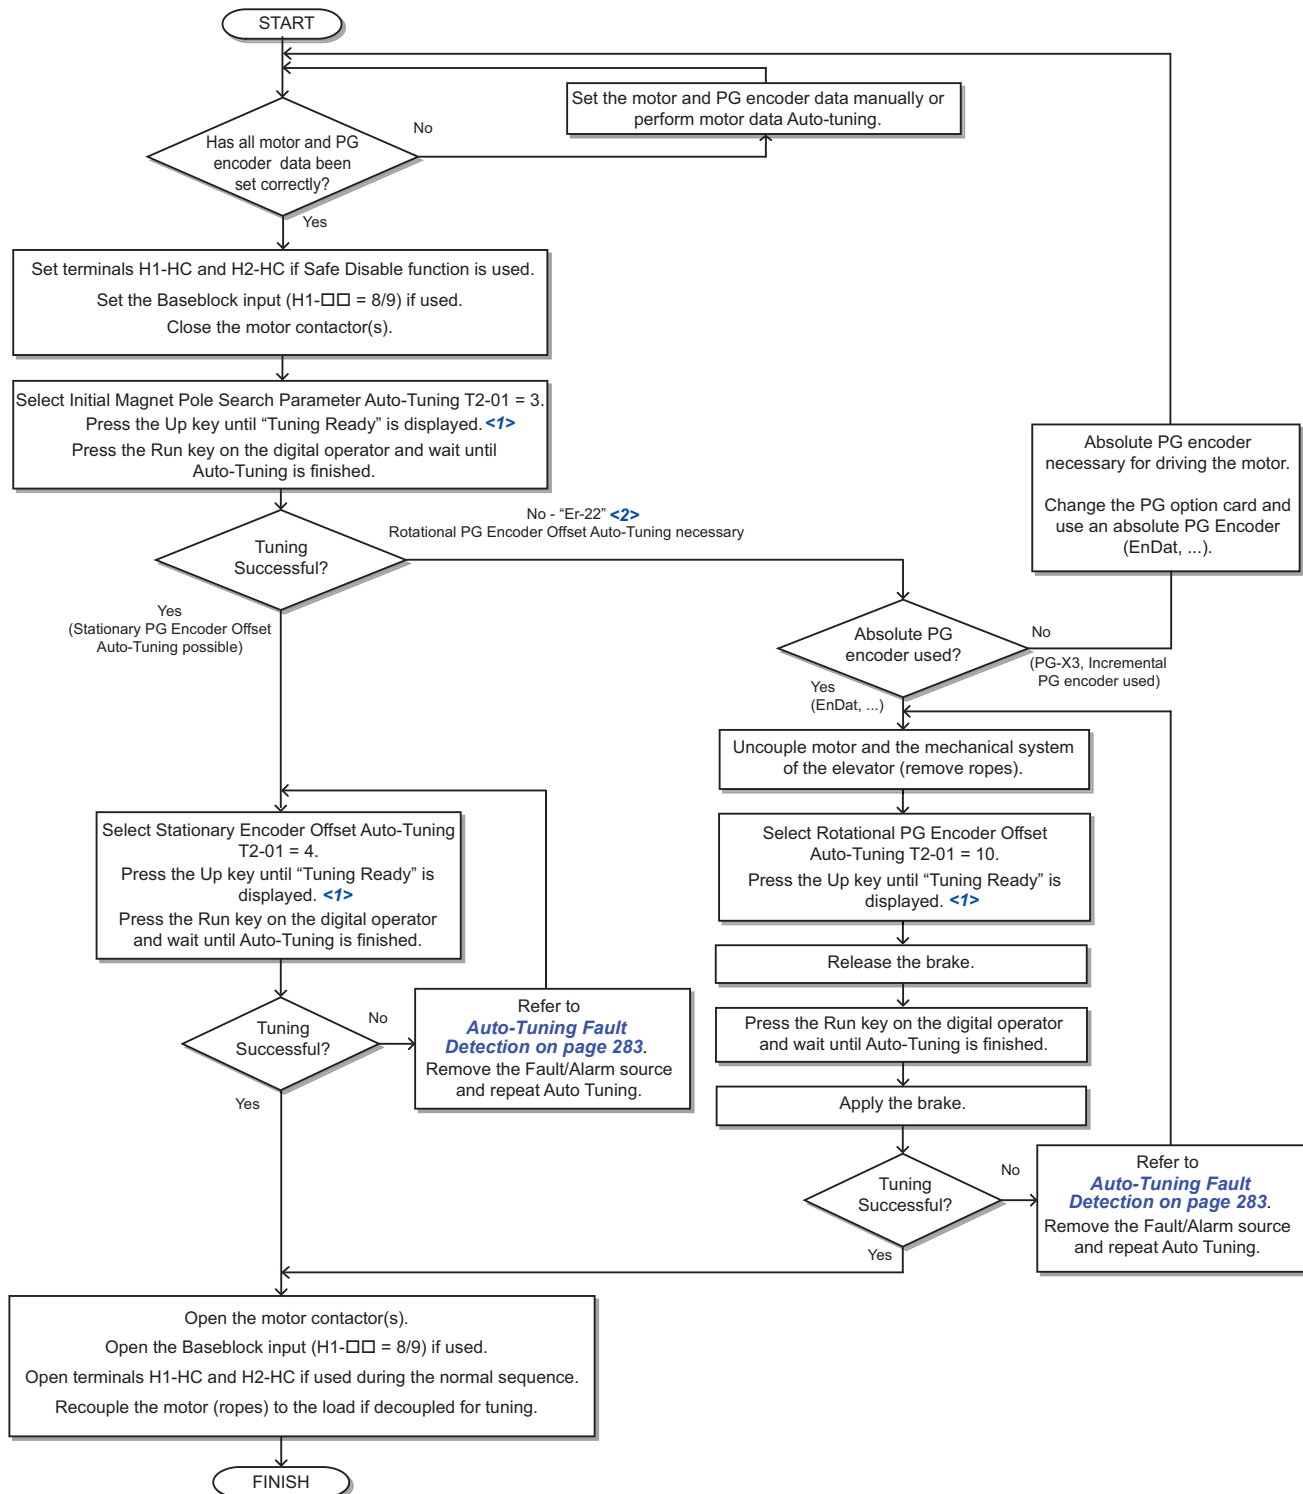 START
Set the motor and PG encoder data manually or
perform motor data Auto-tuning.
No
Has all motor and PG
encoder data been
set correctly?
Yes
Set terminals H1-HC and H2-HC if Safe Disable function is used.
Set the Baseblock input (H1-□□ = 8/9) if used.
Close the motor contactor(s).
Select Initial Magnet Pole Search Parameter Auto-Tuning T2-01 = 3.
Press the Up key until “Tuning Ready” is displayed. <1>
Press the Run key on the digital operator and wait until
Auto-Tuning is finished.
Absolute PG encoder
necessary for driving the motor.
Change the PG option card and
use an absolute PG Encoder
(EnDat, ...).
No - “Er-22” <2>
Rotational PG Encoder Offset Auto-Tuning necessary
Tuning
Successful?
Yes
(Stationary PG Encoder Offset
Auto-Tuning possible)
Absolute PG
encoder used?
No
(PG-X3, Incremental
PG encoder used)
Yes
(EnDat, ...)
Uncouple motor and the mechanical system
of the elevator (remove ropes).
Select Stationary Encoder Offset Auto-Tuning
T2-01 = 4.
Press the Up key until “Tuning Ready” is
displayed. <1>
Press the Run key on the digital operator
and wait until Auto-Tuning is finished.
Select Rotational PG Encoder Offset
Auto-Tuning T2-01 = 10.
Press the Up key until “Tuning Ready” is
displayed. <1>
Release the brake.
Tuning
Successful?
No
Refer to
Auto-Tuning Fault
Detection on page 283.
Remove the Fault/Alarm source
and repeat Auto Tuning.
Yes
Press the Run key on the digital operator
and wait until Auto-Tuning is finished.
Apply the brake.
Tuning
Successful?
No
Refer to
Auto-Tuning Fault
Detection on page 283.
Remove the Fault/Alarm source
and repeat Auto Tuning.
Yes
Open the motor contactor(s).
Open the Baseblock input (H1-□□ = 8/9) if used.
Open terminals H1-HC and H2-HC if used during the normal sequence.
Recouple the motor (ropes) to the load if decoupled for tuning.
FINISH